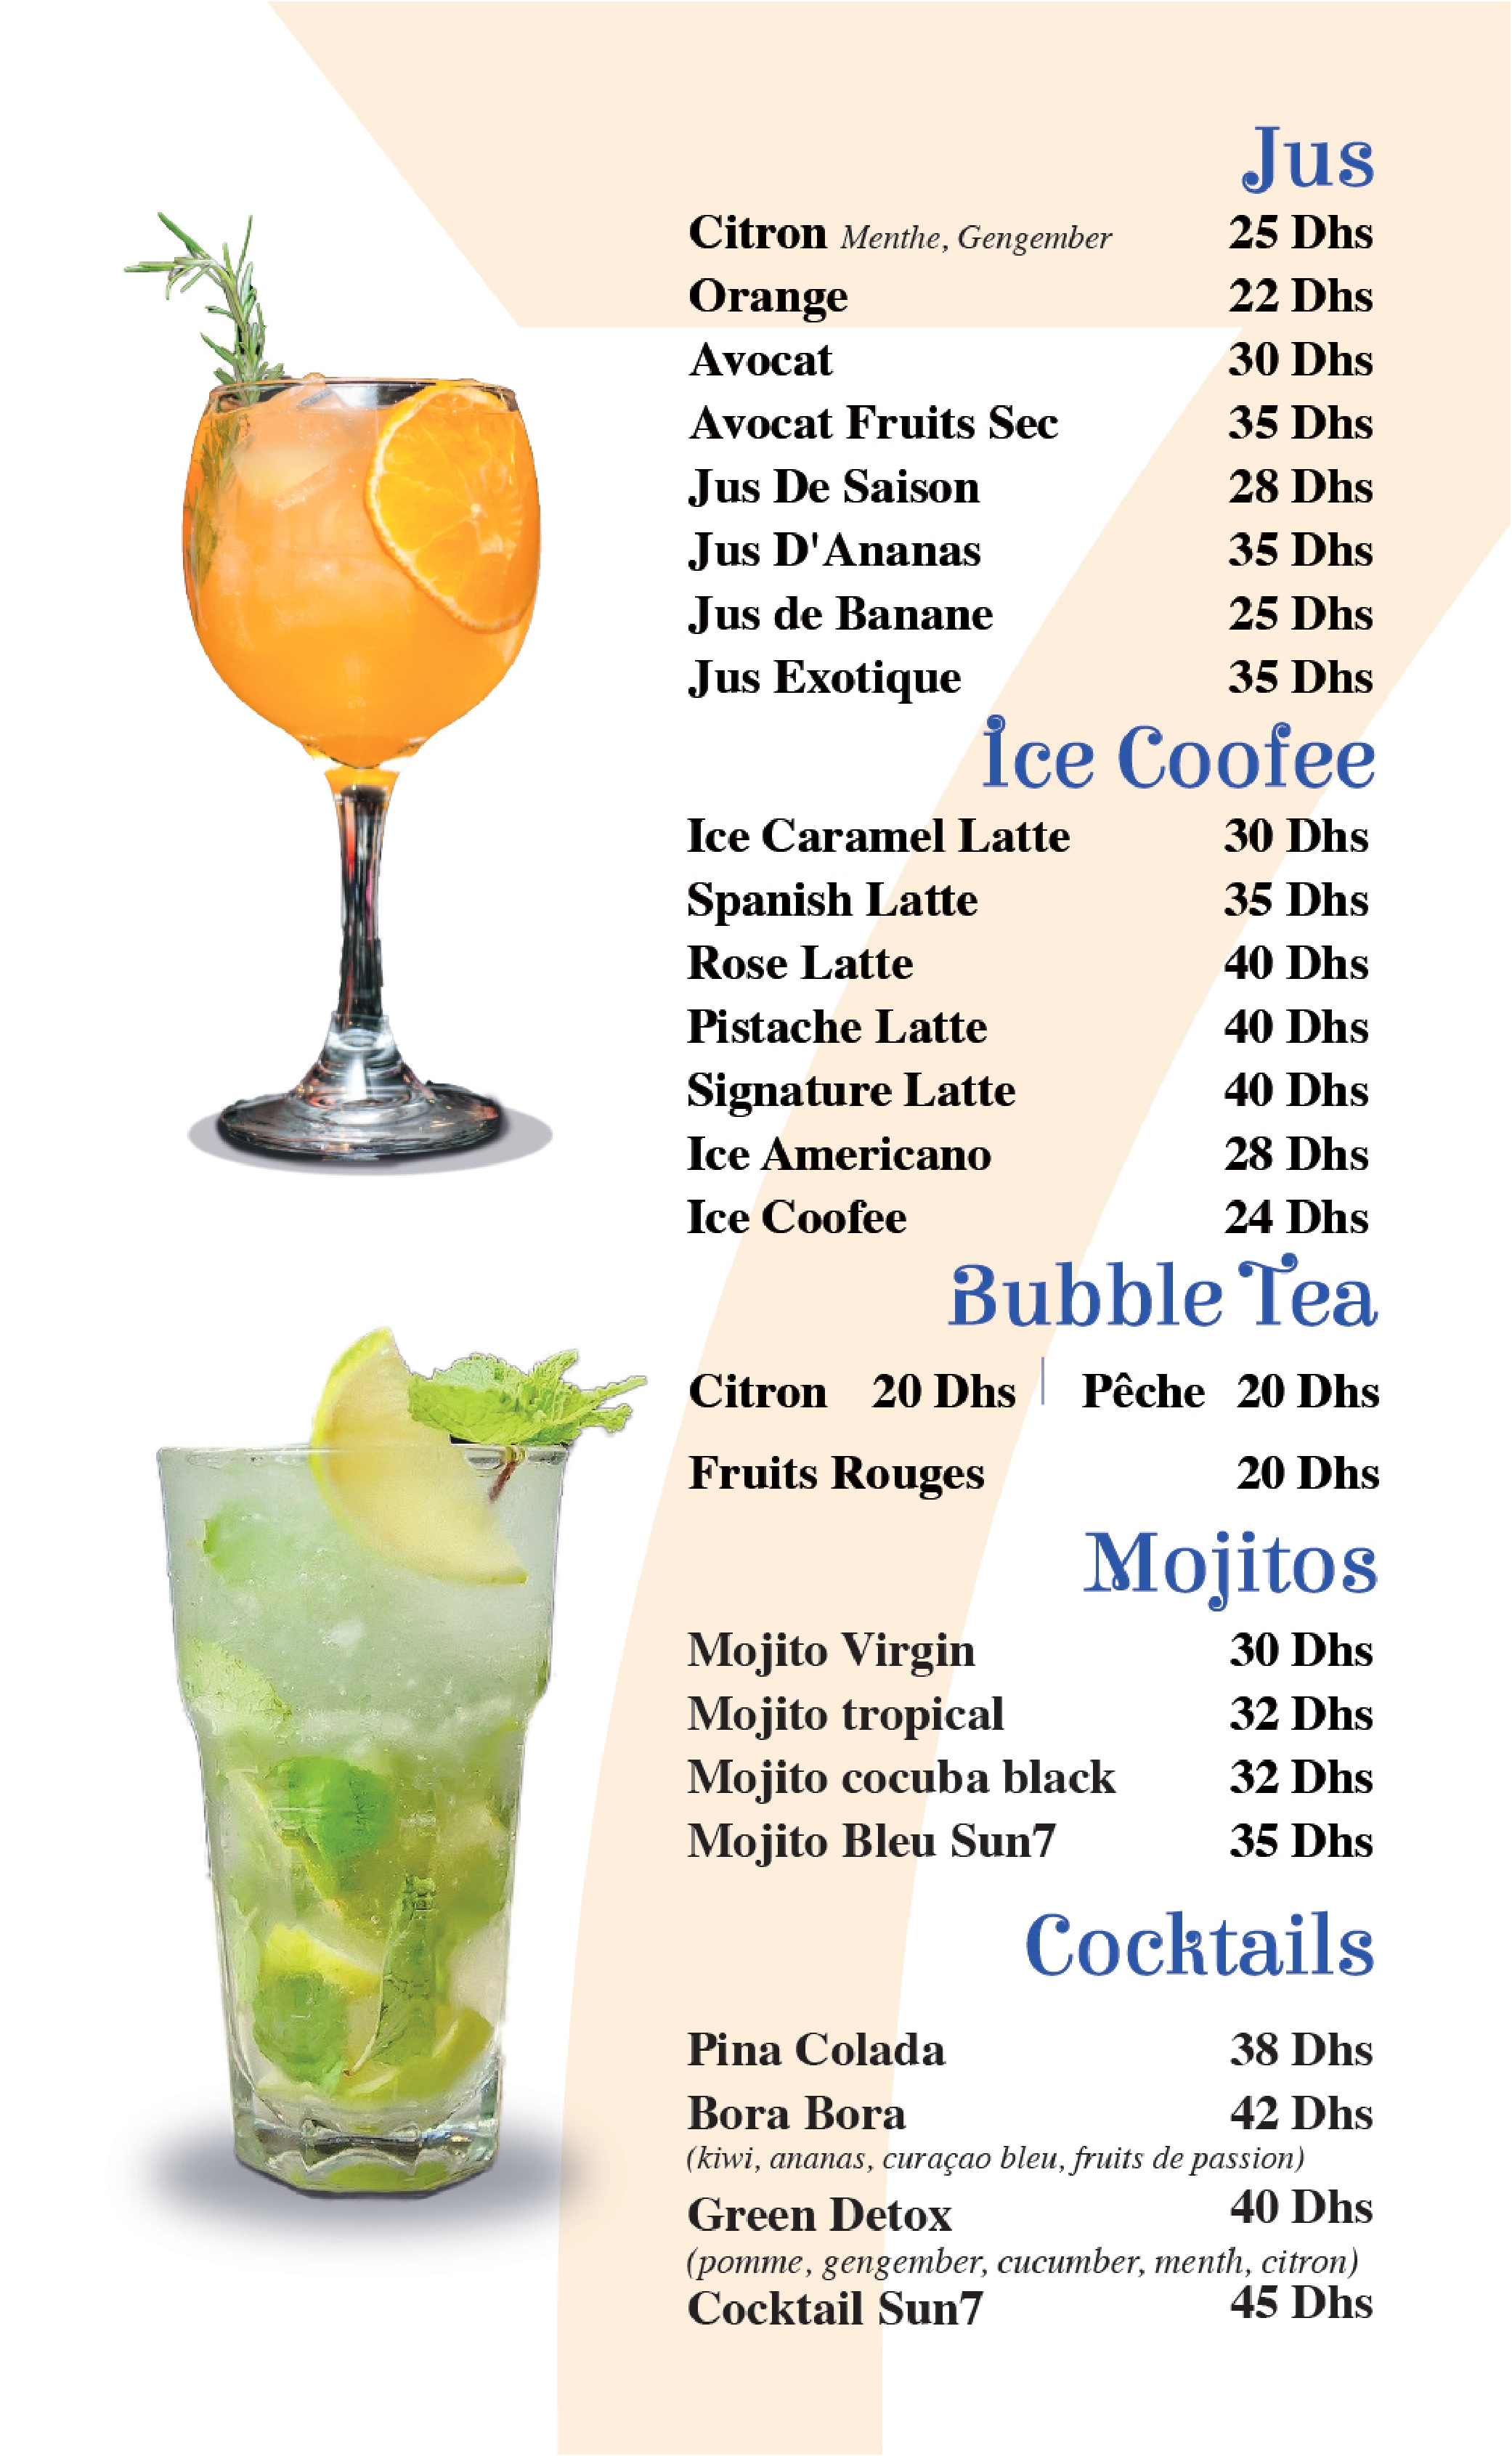 Jus
Citron Menthe, Gengember 25 Dhs
Orange 22 Dhs
Avocat 30 Dhs
Avocat Fruits Sec 35 Dhs
Jus De Saison 28 Dhs
Jus D'Ananas 35 Dhs
Jus de Banane 25 Dhs
Jus Exotique 35 Dhs
Ice Coofee
Ice Caramel Latte 30 Dhs
Spanish Latte 35 Dhs
Rose Latte 40 Dhs
Pistache Latte 40 Dhs
Signature Latte 40 Dhs
Ice Americano 28 Dhs
Ice Coofee 24 Dhs
Bubble Tea
Citron 20 Dhs | Pêche 20 Dhs
Fruits Rouges 20 Dhs
Mojitos
Mojito Virgin 30 Dhs
Mojito tropical 32 Dhs
Mojito cocuba black 32 Dhs
Mojito Bleu Sun7 35 Dhs
Cocktails
Pina Colada 38 Dhs
Bora Bora 42 Dhs
(kiwi, ananas, curaçao bleu, fruits de passion)
Green Detox 40 Dhs
(pomme, gengember, cucumber, menth, citron)
Cocktail Sun7 45 Dhs